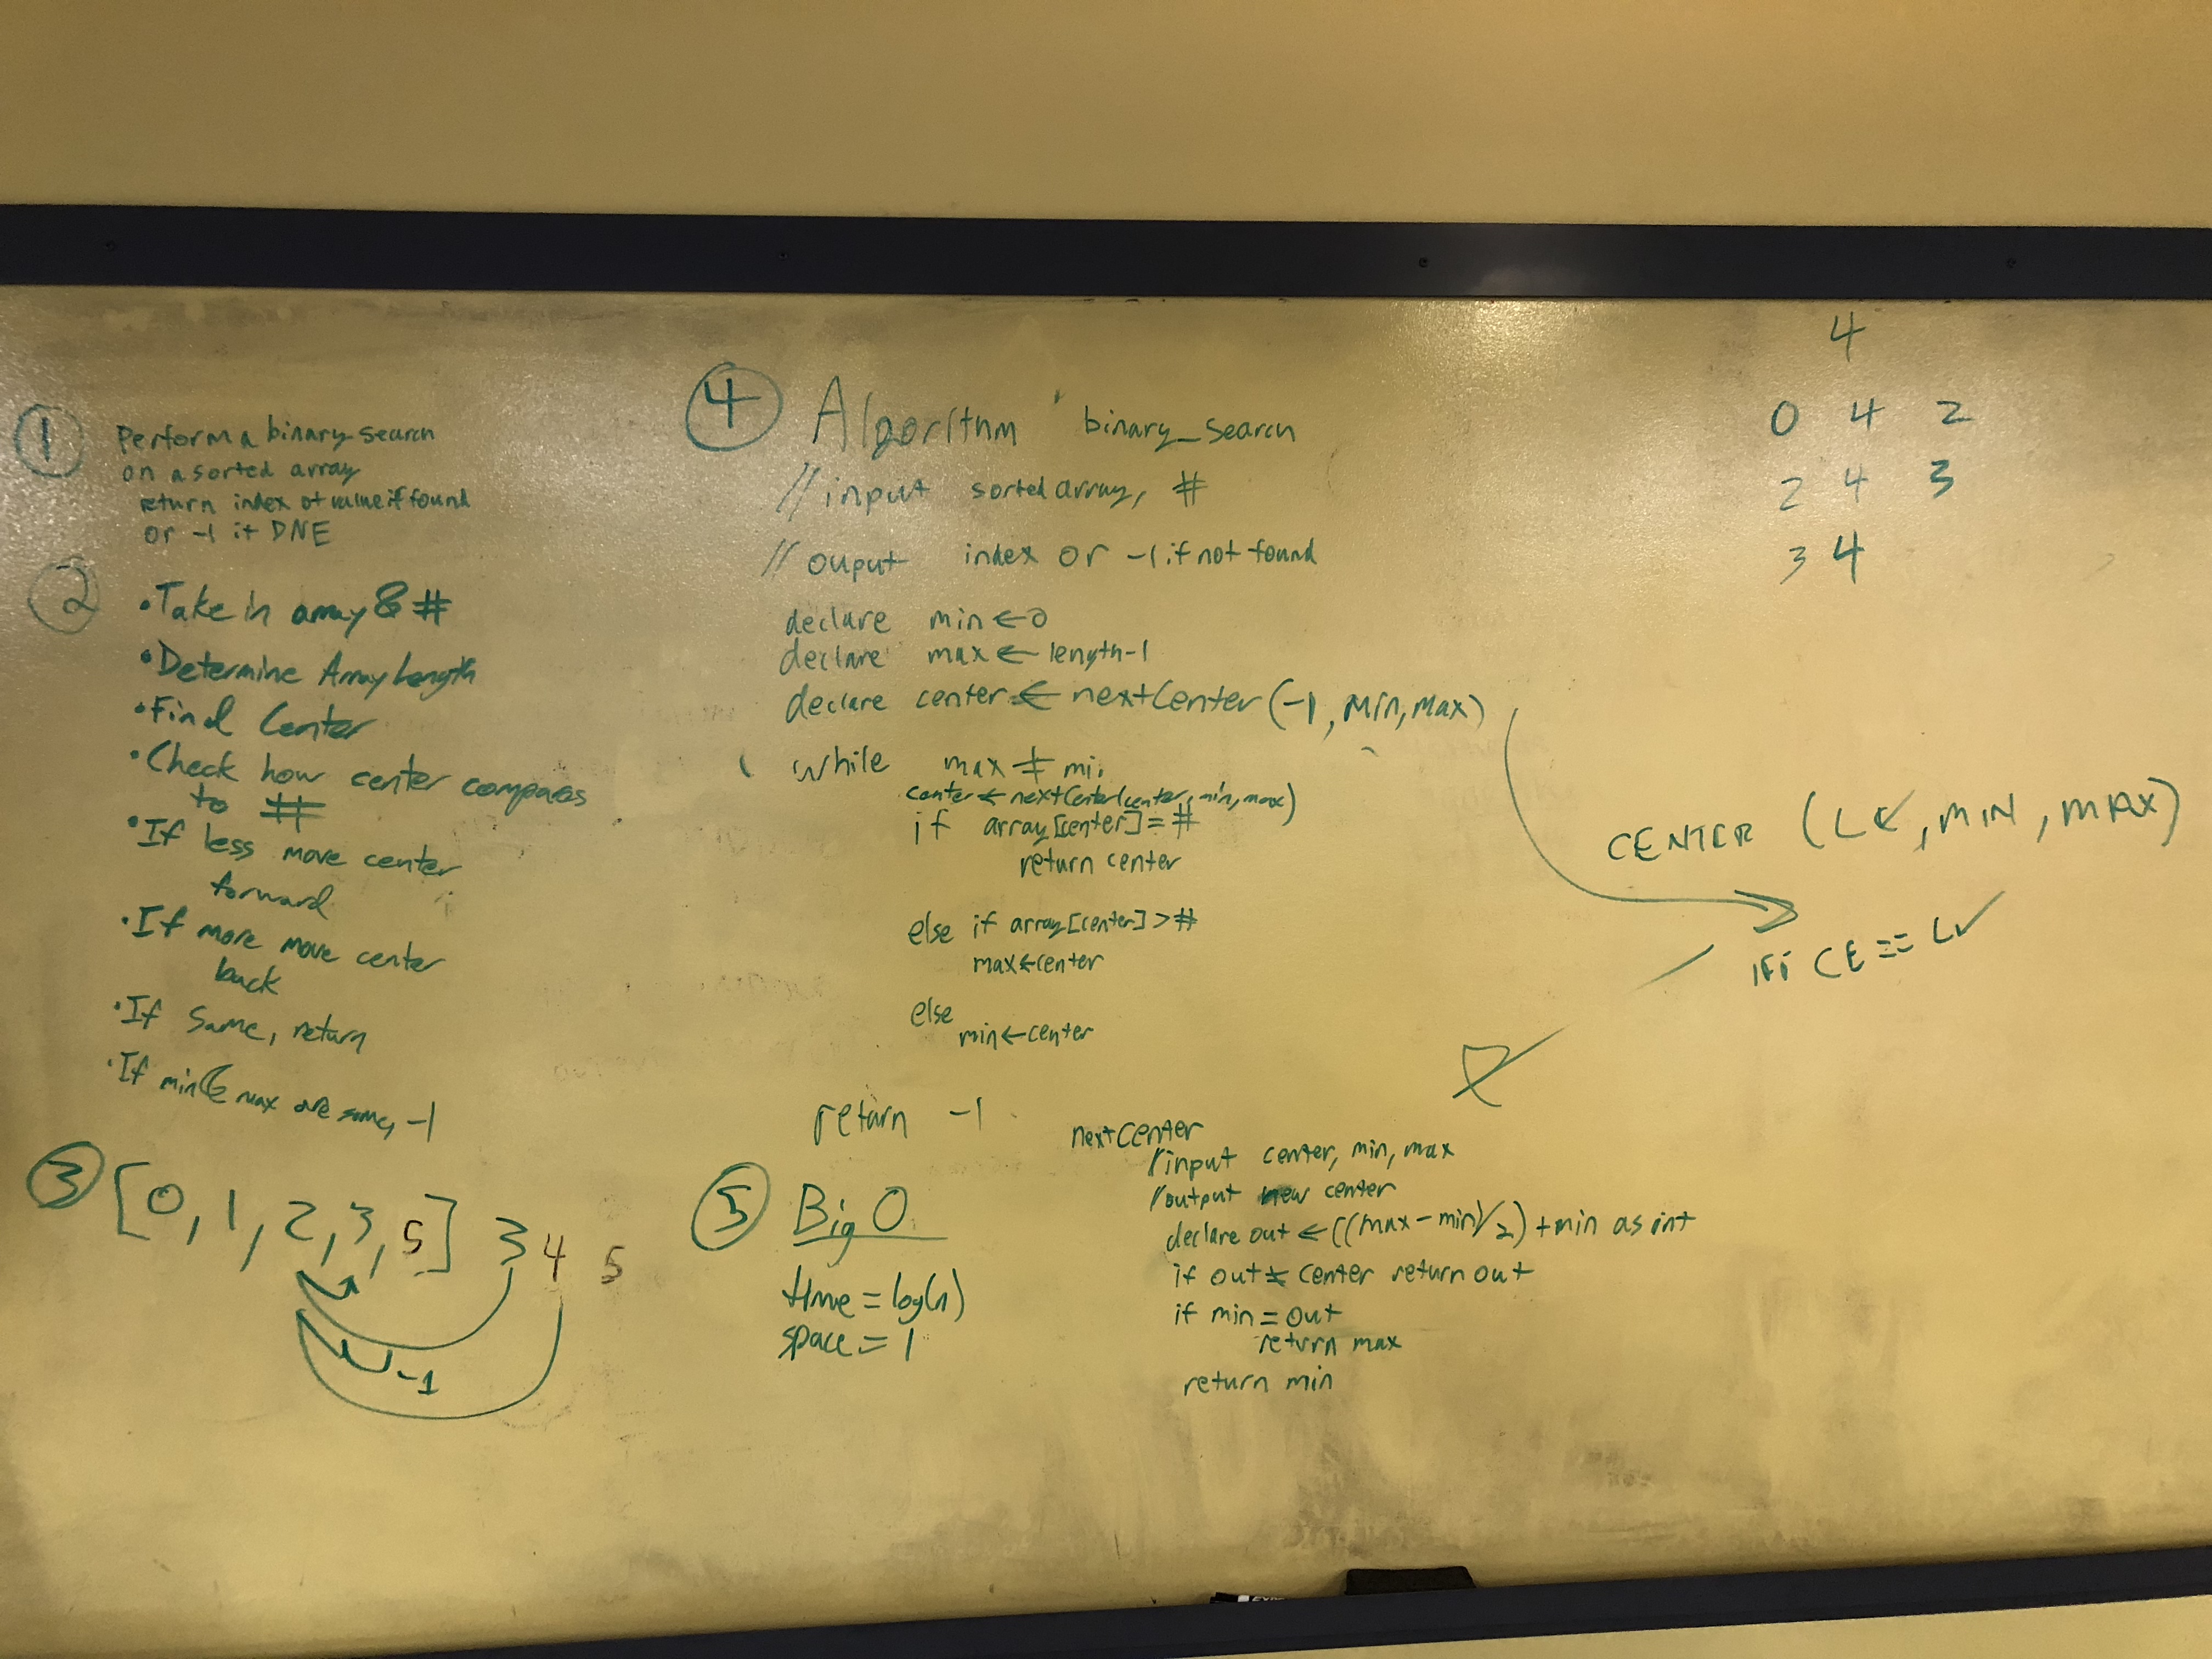 1 Perform a binary search
on a sorted array
return index of value if found
or -1 if DNE
2 • Take in array & #
• Determine Array Length
• Find Center
• Check how center compares
to #
• If less move center
forward
• If more move center
back
• If Same, return
• If min & max are same, -1
3 [0, 1, 2, 3, 5] 3 4 5
-1
4 Algorithm binary_search
// input sorted array, #
// ouput index or -1 if not found
declare min ← 0
declare max ← length-1
declare center ← nextCenter(-1, Min, Max)
while max ≠ min
center ← nextCenter(center, min, max)
if array[center] = #
return center
else if array[center] > #
max ← center
else
min ← center
return -1
5 Big O
time = log(n)
space = 1
nextCenter
/ input center, min, max
/ output new center
declare out ← ((max-min)/2) + min as int
if out ≠ center return out
if min = out
return max
return min
4
0 4 2
2 4 3
3 4
CENTER (LC, MIN, MAX)